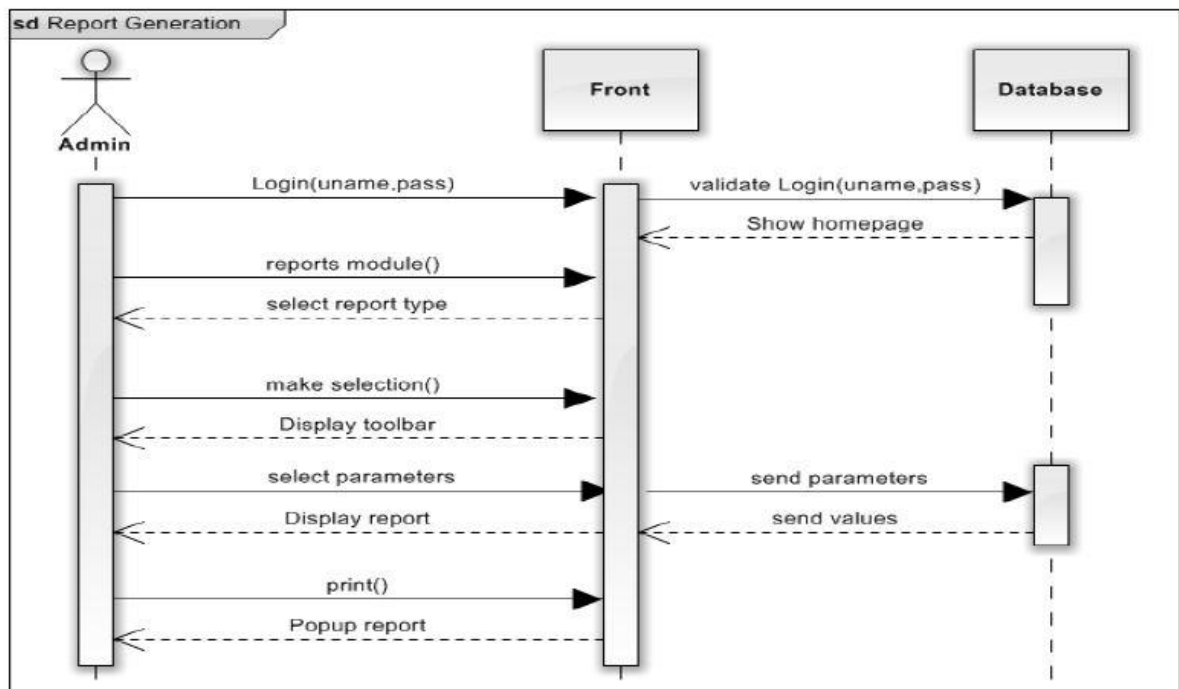 sd Report Generation
Front
Database
Admin
Login(uname,pass)
validate Login(uname,pass)
Show homepage
reports module()
select report type
make selection()
Display toolbar
select parameters
send parameters
Display report
send values
print()
Popup report